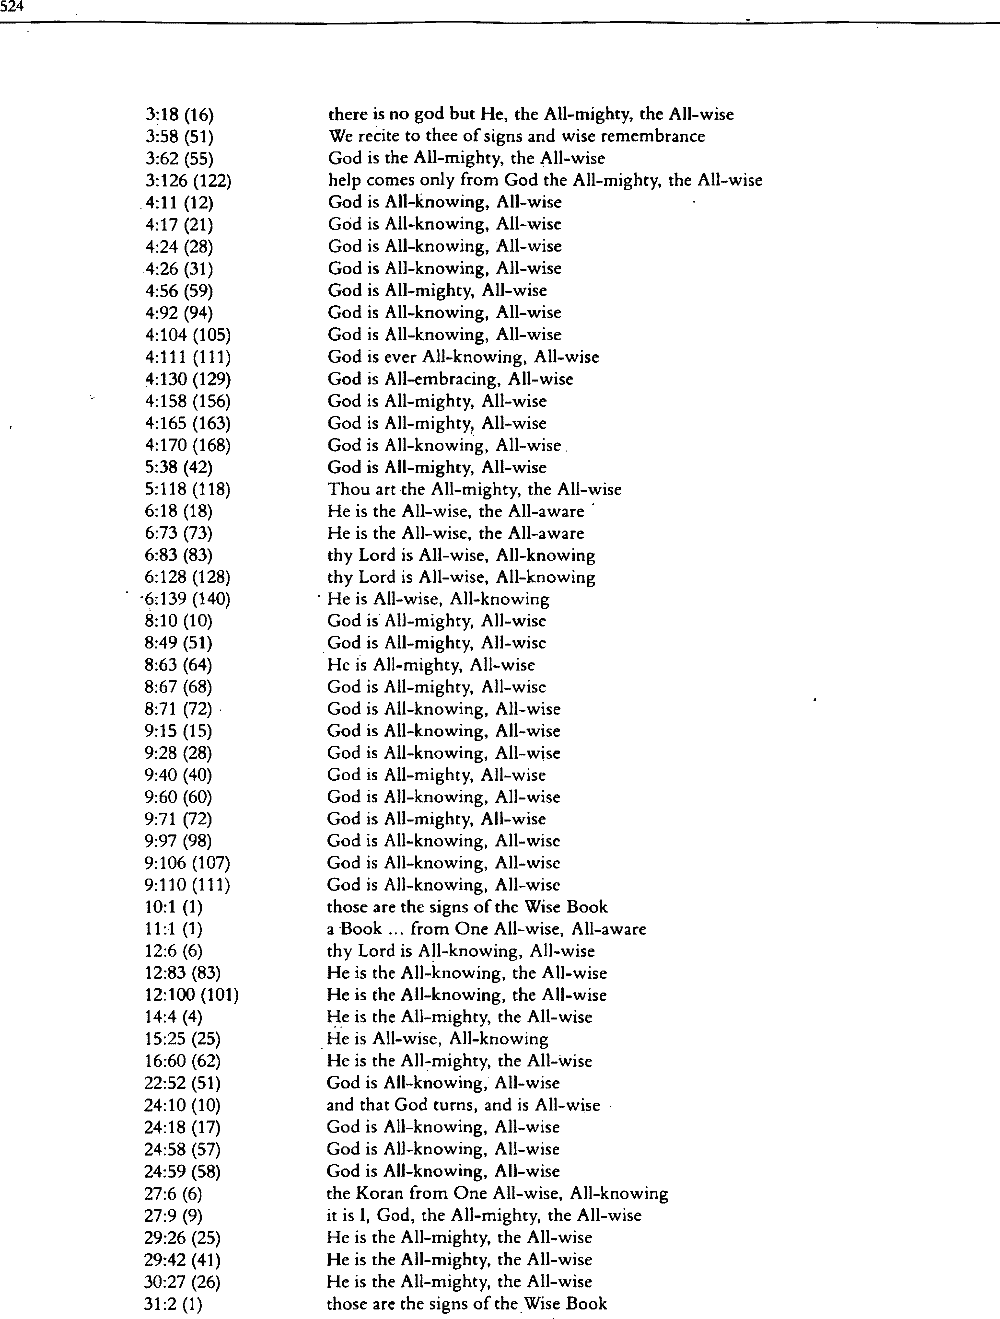 524
3:18 (16) there is no god but He, the All-mighty, the All-wise
3:58 (51) We recite to thee of signs and wise remembrance
3:62 (55) God is the All-mighty, the All-wise
3:126 (122) help comes only from God the All-mighty, the All-wise
4:11 (12) God is All-knowing, All-wise
4:17 (21) God is All-knowing, All-wise
4:24 (28) God is All-knowing, All-wise
4:26 (31) God is All-knowing, All-wise
4:56 (59) God is All-mighty, All-wise
4:92 (94) God is All-knowing, All-wise
4:104 (105) God is All-knowing, All-wise
4:111 (111) God is ever All-knowing, All-wise
4:130 (129) God is All-embracing, All-wise
4:158 (156) God is All-mighty, All-wise
4:165 (163) God is All-mighty, All-wise
4:170 (168) God is All-knowing, All-wise
5:38 (42) God is All-mighty, All-wise
5:118 (118) Thou art the All-mighty, the All-wise
6:18 (18) He is the All-wise, the All-aware
6:73 (73) He is the All-wise, the All-aware
6:83 (83) thy Lord is All-wise, All-knowing
6:128 (128) thy Lord is All-wise, All-knowing
6:139 (140) He is All-wise, All-knowing
8:10 (10) God is All-mighty, All-wise
8:49 (51) God is All-mighty, All-wise
8:63 (64) He is All-mighty, All-wise
8:67 (68) God is All-mighty, All-wise
8:71 (72) God is All-knowing, All-wise
9:15 (15) God is All-knowing, All-wise
9:28 (28) God is All-knowing, All-wise
9:40 (40) God is All-mighty, All-wise
9:60 (60) God is All-knowing, All-wise
9:71 (72) God is All-mighty, All-wise
9:97 (98) God is All-knowing, All-wise
9:106 (107) God is All-knowing, All-wise
9:110 (111) God is All-knowing, All-wise
10:1 (1) those are the signs of the Wise Book
11:1 (1) a Book ... from One All-wise, All-aware
12:6 (6) thy Lord is All-knowing, All-wise
12:83 (83) He is the All-knowing, the All-wise
12:100 (101) He is the All-knowing, the All-wise
14:4 (4) He is the All-mighty, the All-wise
15:25 (25) He is All-wise, All-knowing
16:60 (62) He is the All-mighty, the All-wise
22:52 (51) God is All-knowing, All-wise
24:10 (10) and that God turns, and is All-wise
24:18 (17) God is All-knowing, All-wise
24:58 (57) God is All-knowing, All-wise
24:59 (58) God is All-knowing, All-wise
27:6 (6) the Koran from One All-wise, All-knowing
27:9 (9) it is I, God, the All-mighty, the All-wise
29:26 (25) He is the All-mighty, the All-wise
29:42 (41) He is the All-mighty, the All-wise
30:27 (26) He is the All-mighty, the All-wise
31:2 (1) those are the signs of the Wise Book